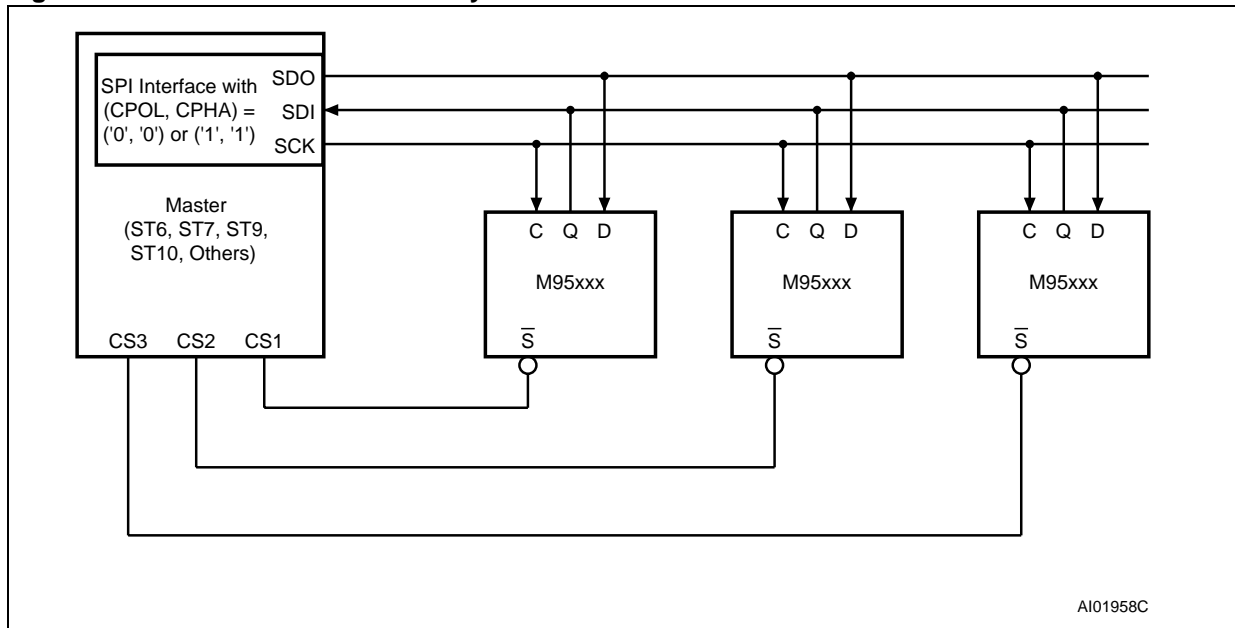 SPI Interface with
(CPOL, CPHA) =
('0', '0') or ('1', '1')
SDO
SDI
SCK
Master
(ST6, ST7, ST9,
ST10, Others)
CS3 CS2 CS1
C Q D
M95xxx
S̅
C Q D
M95xxx
S̅
C Q D
M95xxx
S̅
AI01958C